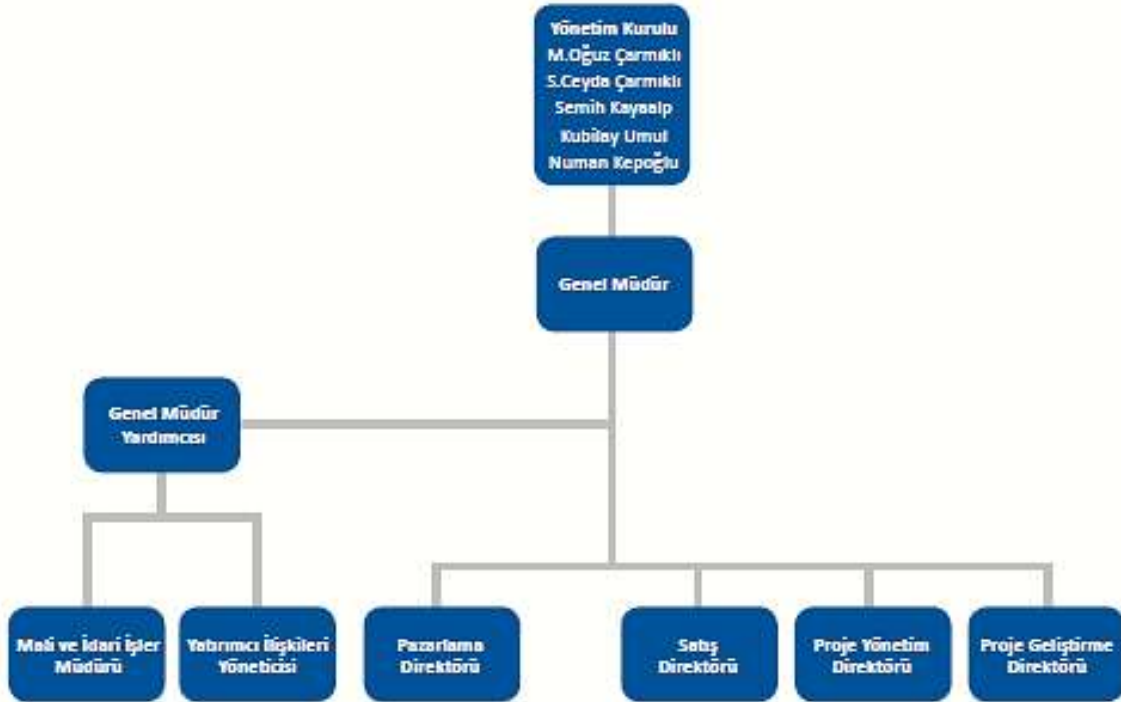 Yönetim Kurulu
M.Oğuz Çarmıklı
S.Ceyda Çarmıklı
Semih Kayaalp
Kubilay Umul
Numan Kepoğlu
Genel Müdür
Genel Müdür
Yardımcısı
Mali ve İdari İşler
Müdürü
Yatırımcı İlişkileri
Yöneticisi
Pazarlama
Direktörü
Satış
Direktörü
Proje Yönetim
Direktörü
Proje Geliştirme
Direktörü